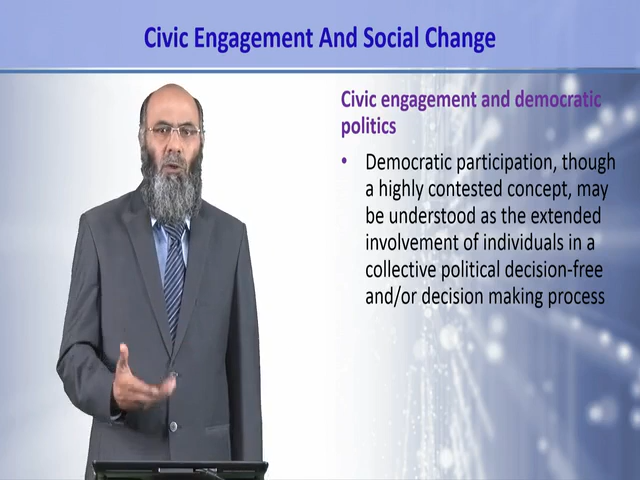 Civic Engagement And Social Change
Civic engagement and democratic
politics
• Democratic participation, though
a highly contested concept, may
be understood as the extended
involvement of individuals in a
collective political decision-free
and/or decision making process